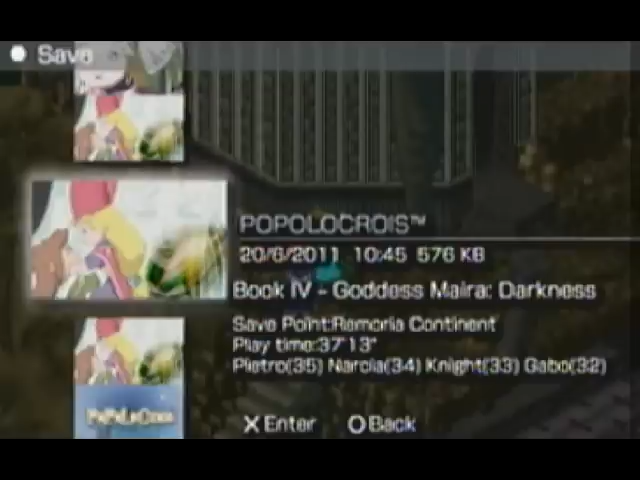 Save
POPOLOCROIS™
20/6/2011 10:45 576 KB
Book IV - Goddess Maira: Darkness
Save Point:Remoria Continent
Play time:37'13"
Pietro(35) Narcia(34) Knight(33) Gabo(32)
PoPoLoCrois
X Enter O Back